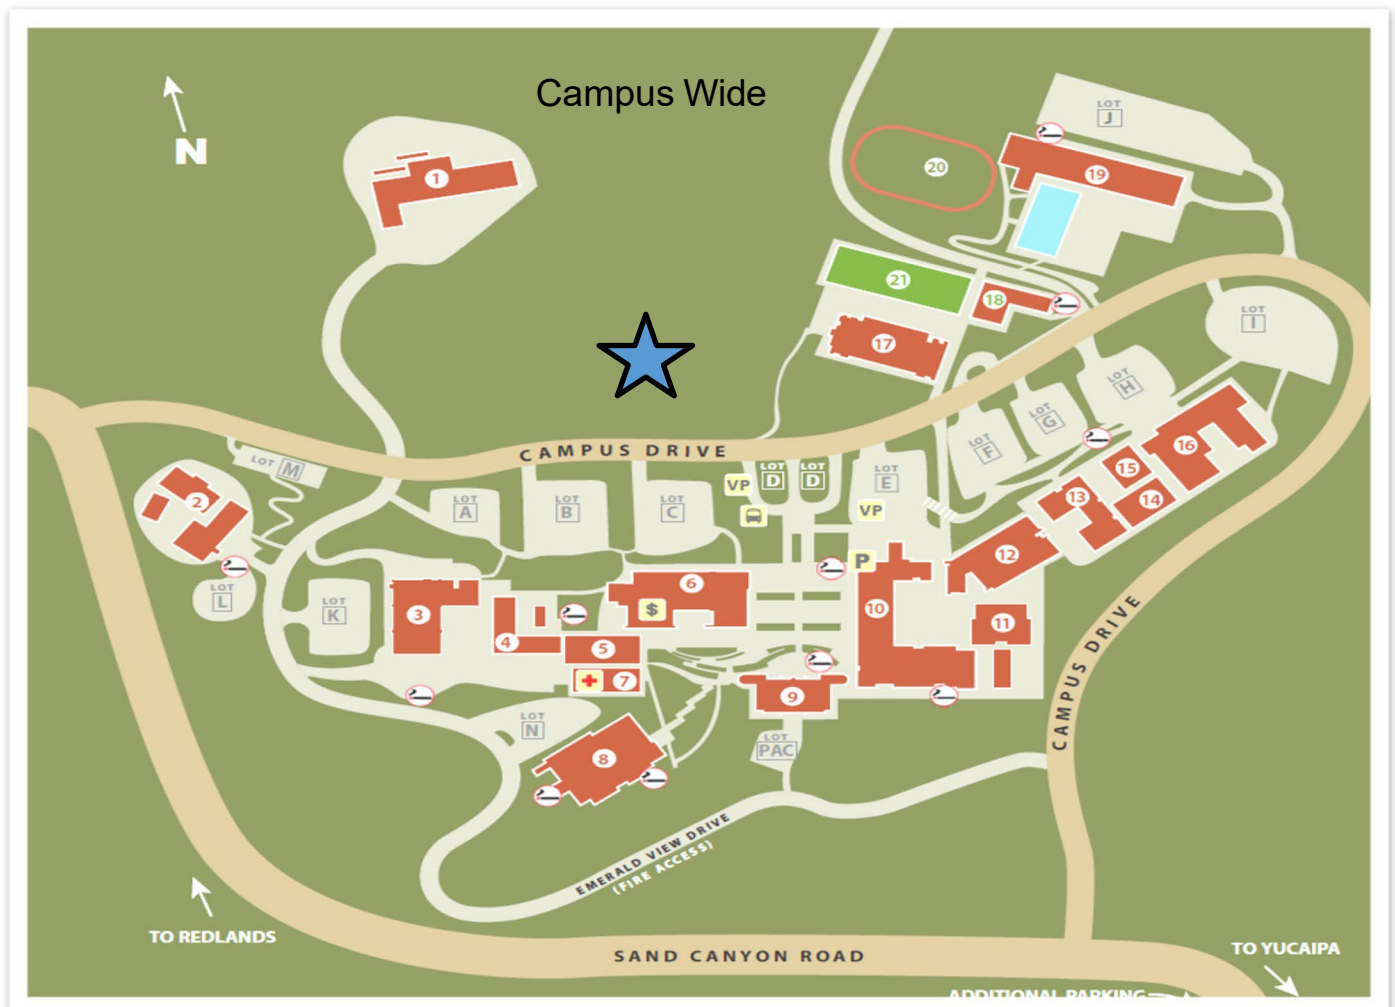 Campus Wide
N
LOT
J
1
20
19
21
18
17
LOT
I
LOT
H
LOT
G
LOT
F
16
15
14
13
12
CAMPUS DRIVE
LOT
M
2
LOT
A
LOT
B
LOT
C
VP
LOT
D
LOT
D
LOT
E
VP
P
LOT
L
LOT
K
3
4
5
6
$
7
10
11
9
LOT
N
8
LOT
PAC
CAMPUS DRIVE
EMERALD VIEW DRIVE
(FIRE ACCESS)
TO REDLANDS
SAND CANYON ROAD
TO YUCAIPA
ADDITIONAL PARKING